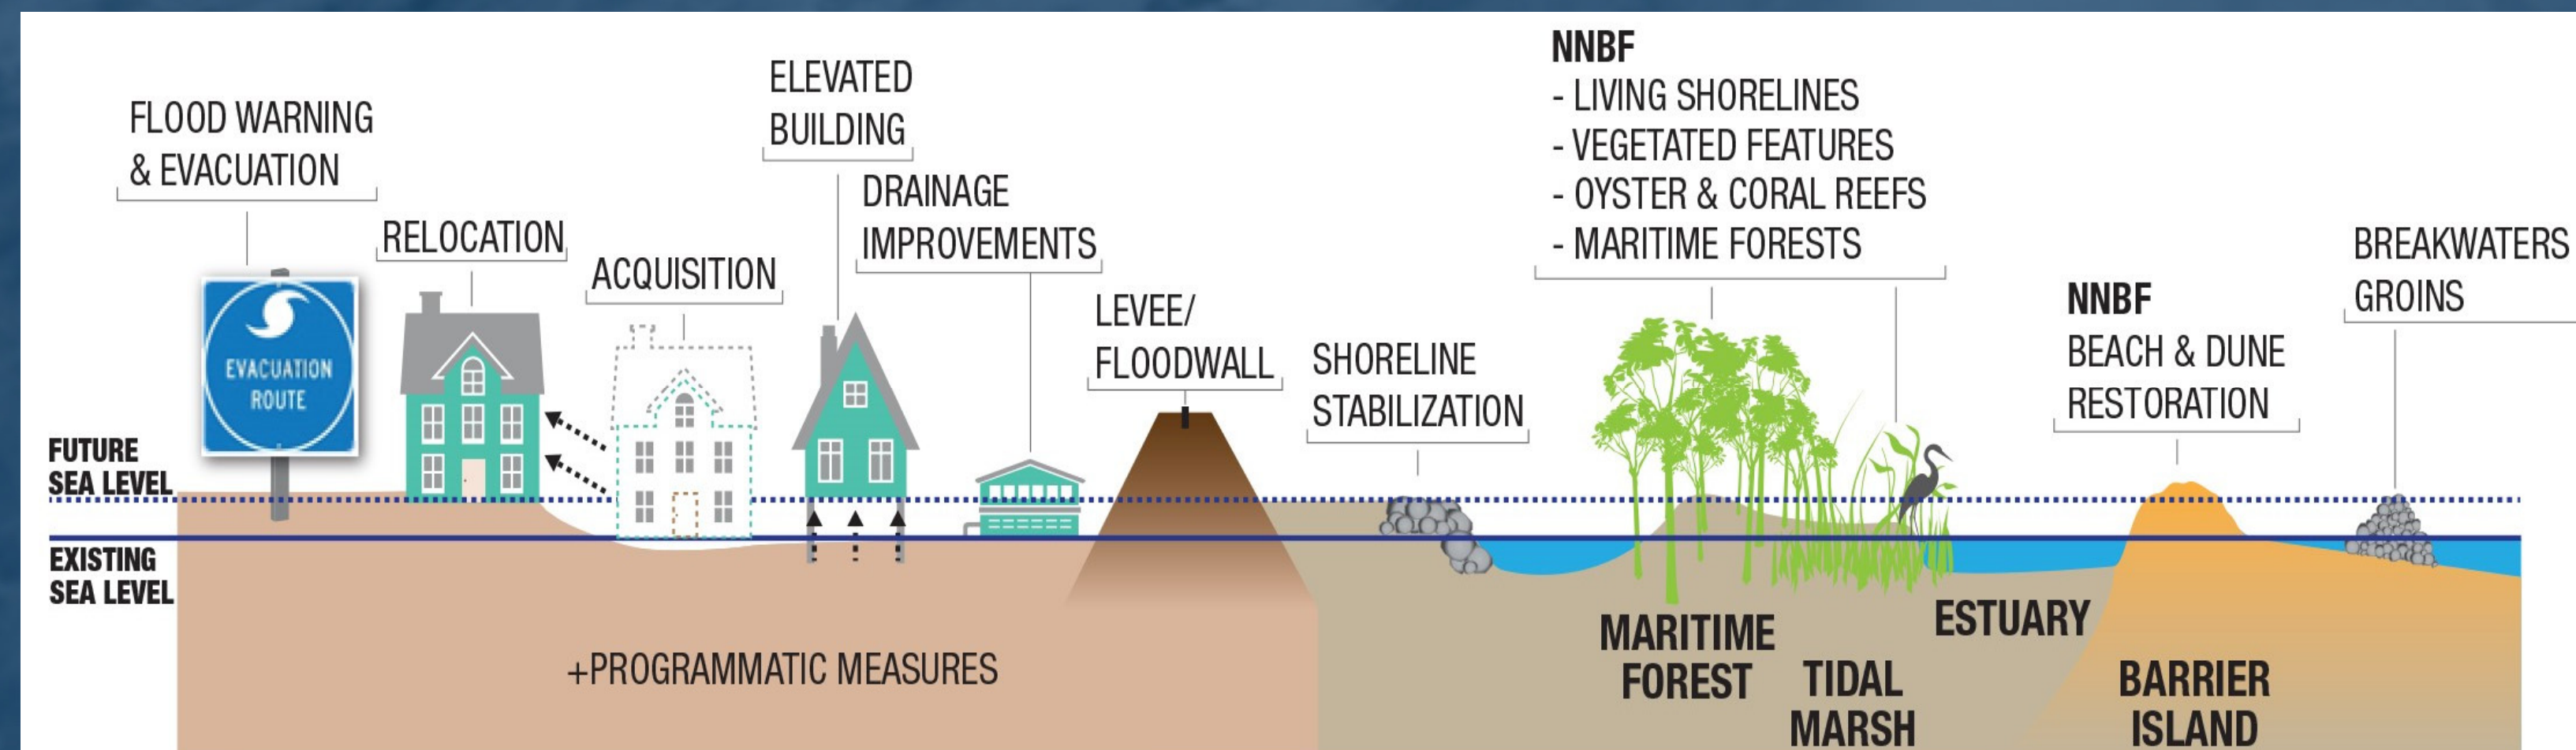 FLOOD WARNING
& EVACUATION
EVACUATION
ROUTE
RELOCATION
ACQUISITION
ELEVATED
BUILDING
DRAINAGE
IMPROVEMENTS
LEVEE/
FLOODWALL
SHORELINE
STABILIZATION
NNBF
- LIVING SHORELINES
- VEGETATED FEATURES
- OYSTER & CORAL REEFS
- MARITIME FORESTS
NNBF
BEACH & DUNE
RESTORATION
BREAKWATERS
GROINS
FUTURE
SEA LEVEL
EXISTING
SEA LEVEL
+PROGRAMMATIC MEASURES
MARITIME
FOREST
TIDAL
MARSH
ESTUARY
BARRIER
ISLAND